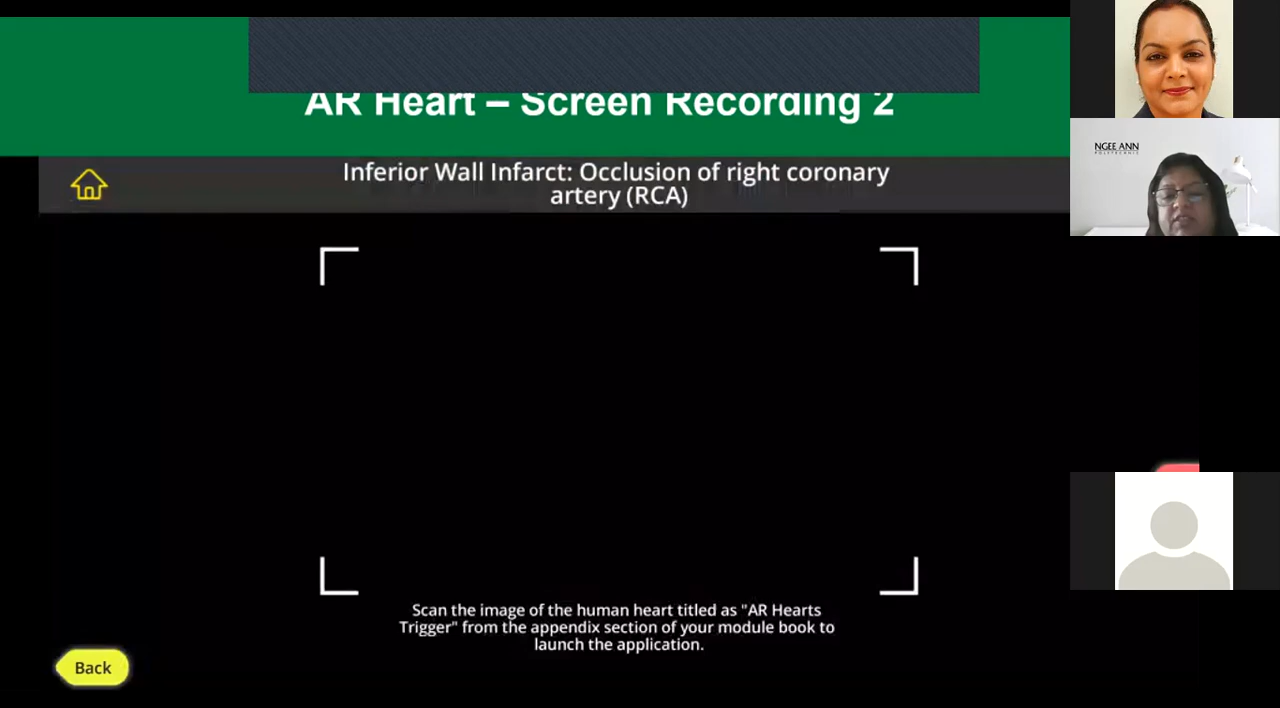 AR Heart – Screen Recording 2
NGEE ANN
POLYTECHNIC
Inferior Wall Infarct: Occlusion of right coronary
artery (RCA)
Scan the image of the human heart titled as "AR Hearts
Trigger" from the appendix section of your module book to
launch the application.
Back